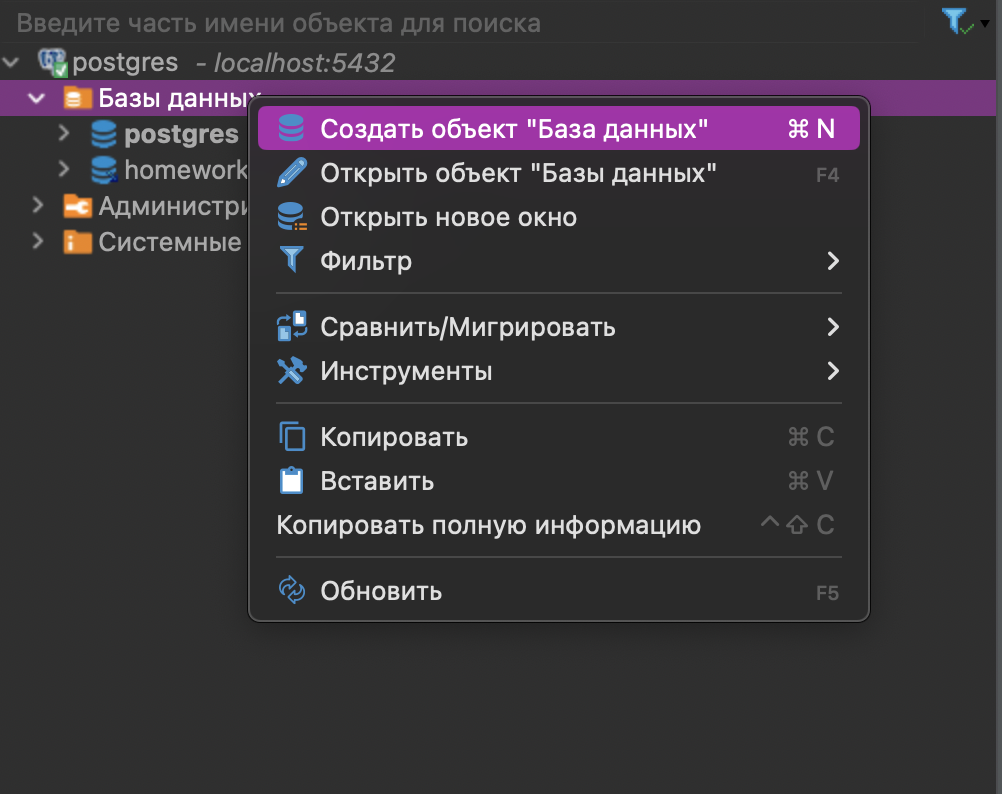 Введите часть имени объекта для поиска
postgres - localhost:5432
Базы данных
postgres
homework
Администри
Системные
Создать объект "База данных" ⌘ N
Открыть объект "Базы данных" F4
Открыть новое окно
Фильтр
Сравнить/Мигрировать
Инструменты
Копировать ⌘ C
Вставить ⌘ V
Копировать полную информацию ^ ⇧ C
Обновить F5